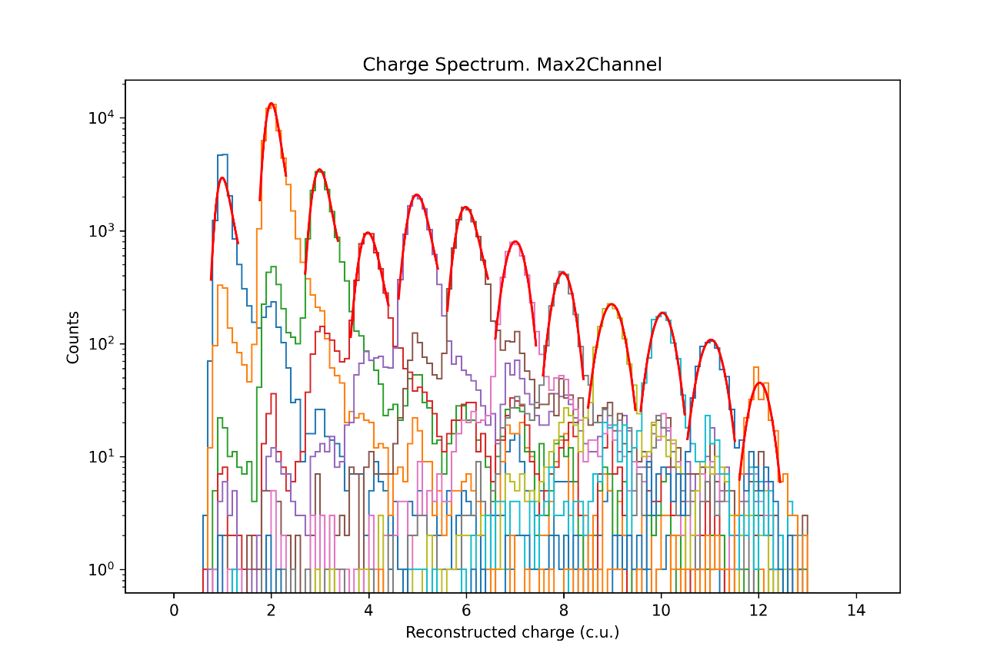 Charge Spectrum. Max2Channel
10^4
10^3
10^2
10^1
10^0
Counts
0 2 4 6 8 10 12 14
Reconstructed charge (c.u.)